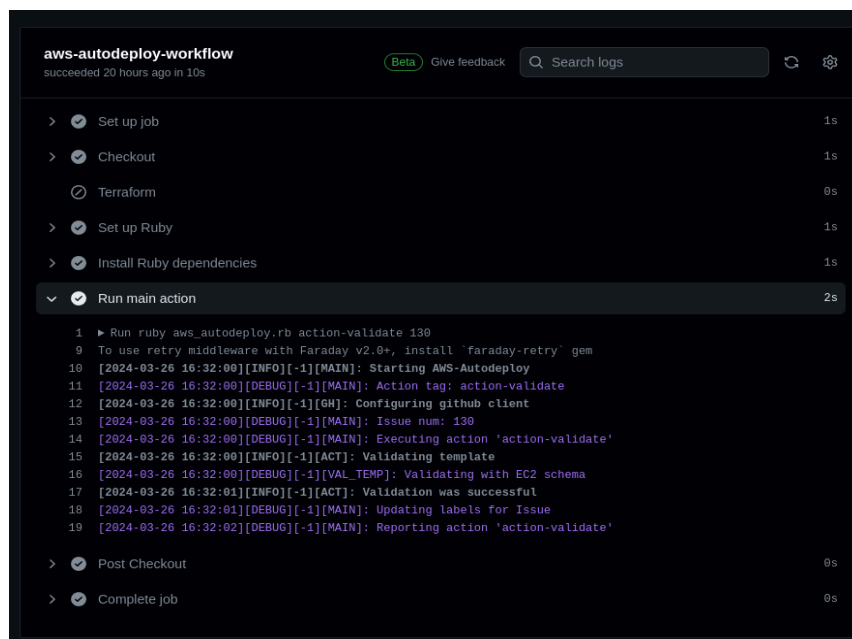 aws-autodeploy-workflow
succeeded 20 hours ago in 10s
Beta Give feedback
Search logs
Set up job 1s
Checkout 1s
Terraform 0s
Set up Ruby 1s
Install Ruby dependencies 1s
Run main action 2s
1 Run ruby aws_autodeploy.rb action-validate 130
9 To use retry middleware with Faraday v2.0+, install `faraday-retry` gem
10 [2024-03-26 16:32:00][INFO][-1][MAIN]: Starting AWS-Autodeploy
11 [2024-03-26 16:32:00][DEBUG][-1][MAIN]: Action tag: action-validate
12 [2024-03-26 16:32:00][INFO][-1][GH]: Configuring github client
13 [2024-03-26 16:32:00][DEBUG][-1][MAIN]: Issue num: 130
14 [2024-03-26 16:32:00][DEBUG][-1][MAIN]: Executing action 'action-validate'
15 [2024-03-26 16:32:00][INFO][-1][ACT]: Validating template
16 [2024-03-26 16:32:00][DEBUG][-1][VAL_TEMP]: Validating with EC2 schema
17 [2024-03-26 16:32:01][INFO][-1][ACT]: Validation was successful
18 [2024-03-26 16:32:01][DEBUG][-1][MAIN]: Updating labels for Issue
19 [2024-03-26 16:32:02][DEBUG][-1][MAIN]: Reporting action 'action-validate'
Post Checkout 0s
Complete job 0s